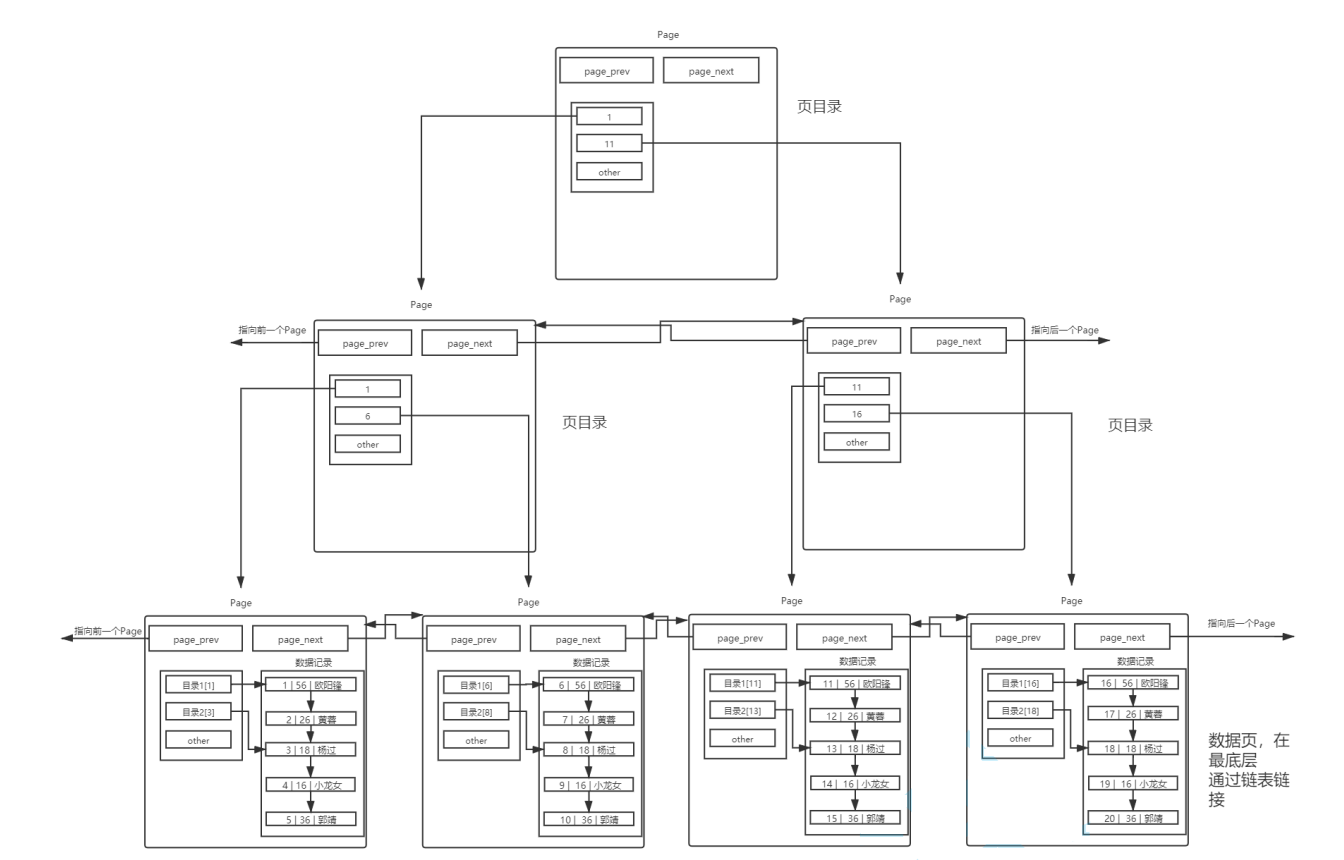 Page
page_prev
page_next
页目录
1
11
other
Page
Page
指向前一个Page
page_prev
page_next
page_prev
page_next
指向后一个Page
1
6
other
页目录
11
16
other
页目录
Page
Page
Page
Page
指向前一个Page
page_prev
page_next
page_prev
page_next
page_prev
page_next
page_prev
page_next
指向后一个Page
数据记录
目录1[1]
目录2[3]
other
1 | 56 | 欧阳锋
2 | 26 | 黄蓉
3 | 18 | 杨过
4 | 16 | 小龙女
5 | 36 | 郭靖
数据记录
目录1[6]
目录2[8]
other
6 | 56 | 欧阳锋
7 | 26 | 黄蓉
8 | 18 | 杨过
9 | 16 | 小龙女
10 | 36 | 郭靖
数据记录
目录1[11]
目录2[13]
other
11 | 56 | 欧阳锋
12 | 26 | 黄蓉
13 | 18 | 杨过
14 | 16 | 小龙女
15 | 36 | 郭靖
数据记录
目录1[16]
目录2[18]
other
16 | 56 | 欧阳锋
17 | 26 | 黄蓉
18 | 18 | 杨过
19 | 16 | 小龙女
20 | 36 | 郭靖
数据页，在
最底层
通过链表链
接